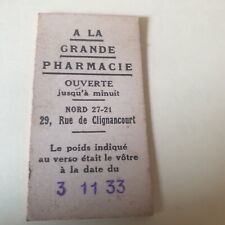 A LA
GRANDE
PHARMACIE
OUVERTE
jusqu'à minuit
NORD 27-21
29, Rue de Clignancourt
Le poids indiqué
au verso était le vôtre
à la date du
3 11 33